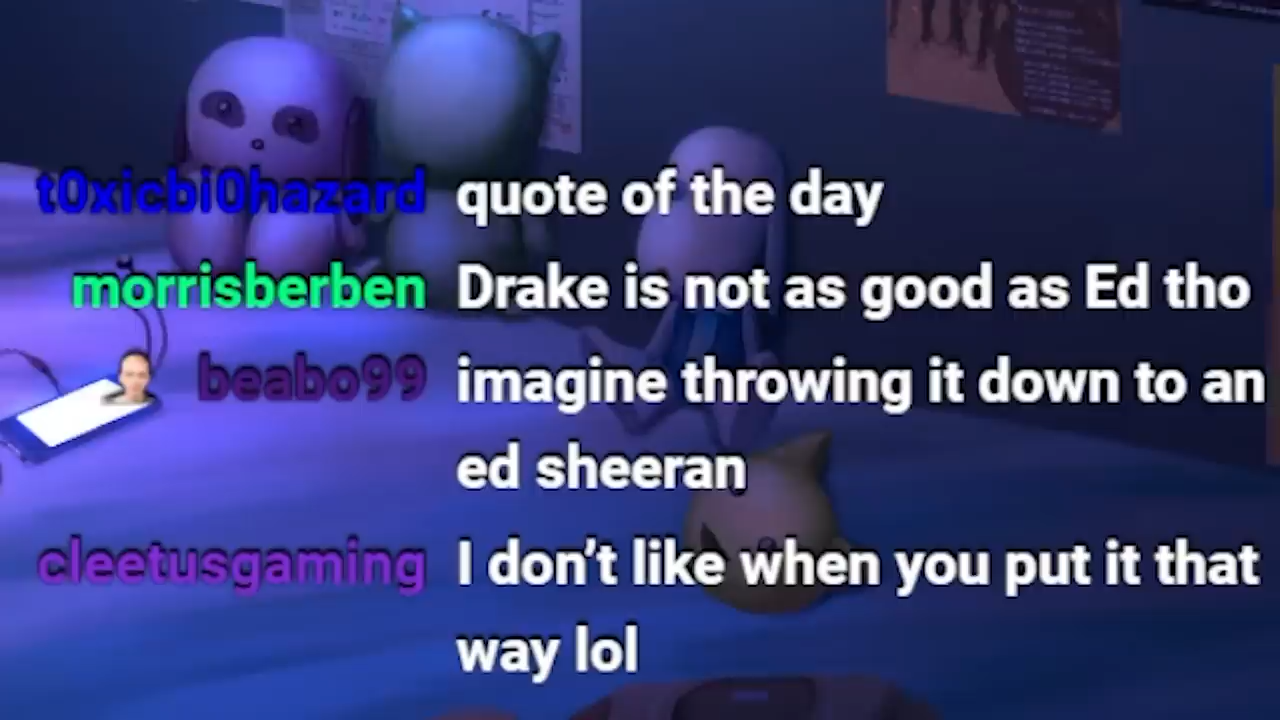 t0xicbi0hazard quote of the day
morrisberben Drake is not as good as Ed tho
beabo99 imagine throwing it down to an
ed sheeran
cleetusgaming I don't like when you put it that
way lol